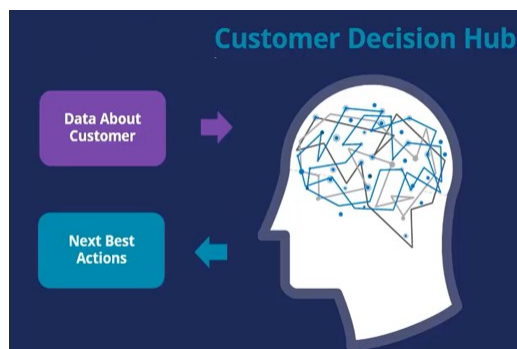 Customer Decision Hub
Data About
Customer
Next Best
Actions